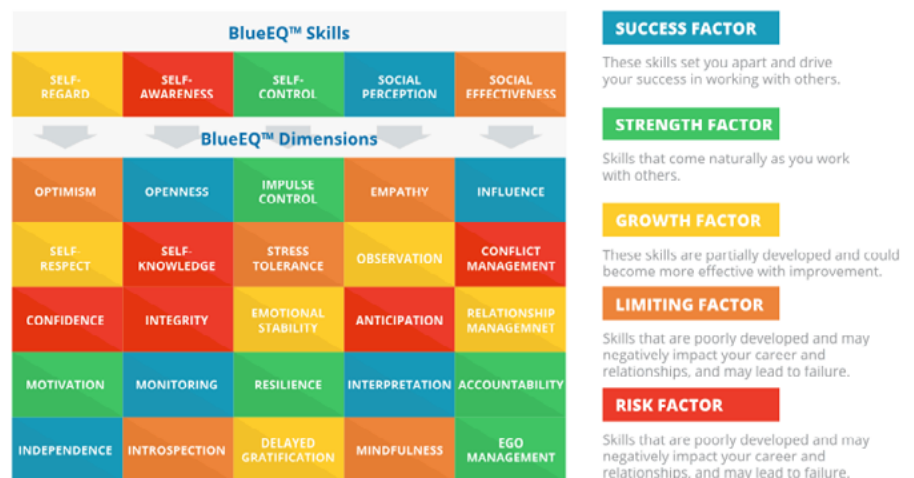 BlueEQ™ Skills
SELF-
REGARD
SELF-
AWARENESS
SELF-
CONTROL
SOCIAL
PERCEPTION
SOCIAL
EFFECTIVENESS
BlueEQ™ Dimensions
OPTIMISM
OPENNESS
IMPULSE
CONTROL
EMPATHY
INFLUENCE
SELF-
RESPECT
SELF-
KNOWLEDGE
STRESS
TOLERANCE
OBSERVATION
CONFLICT
MANAGEMENT
CONFIDENCE
INTEGRITY
EMOTIONAL
STABILITY
ANTICIPATION
RELATIONSHIP
MANAGEMNET
MOTIVATION
MONITORING
RESILIENCE
INTERPRETATION
ACCOUNTABILITY
INDEPENDENCE
INTROSPECTION
DELAYED
GRATIFICATION
MINDFULNESS
EGO
MANAGEMENT
SUCCESS FACTOR
These skills set you apart and drive
your success in working with others.
STRENGTH FACTOR
Skills that come naturally as you work
with others.
GROWTH FACTOR
These skills are partially developed and could
become more effective with improvement.
LIMITING FACTOR
Skills that are poorly developed and may
negatively impact your career and
relationships, and may lead to failure.
RISK FACTOR
Skills that are poorly developed and may
negatively impact your career and
relationships, and may lead to failure.